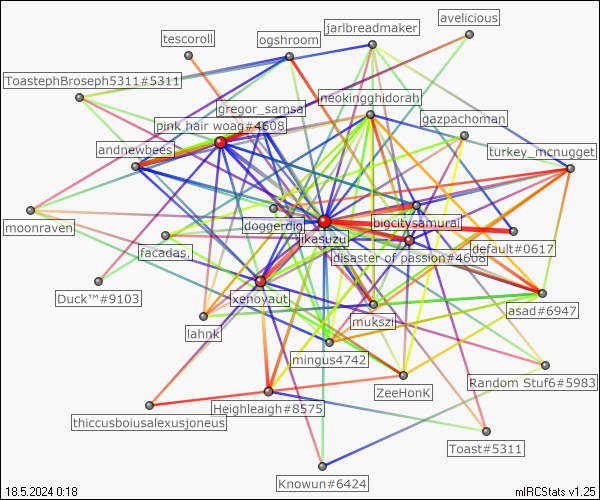 avelicious
jarlbreadmaker
tescoroll
ogshroom
ToastephBroseph5311#5311
neokingghidorah
gregor_samsa
gazpachoman
pink hair woag#4608
andnewbees
turkey_mcnugget
moonraven
doggerdig
bigcitysamurai
jikasuzu
default#0617
facadas.
disaster of passion#4608
Duck™#9103
xenoyaut
asad#6947
mukszi
lahnk
mingus4742
Random Stuf6#5983
ZeeHonK
Heighleaigh#8575
thiccusboiusalexusjoneus
Toast#5311
Knowun#6424
18.5.2024 0:18
mIRCStats v1.25